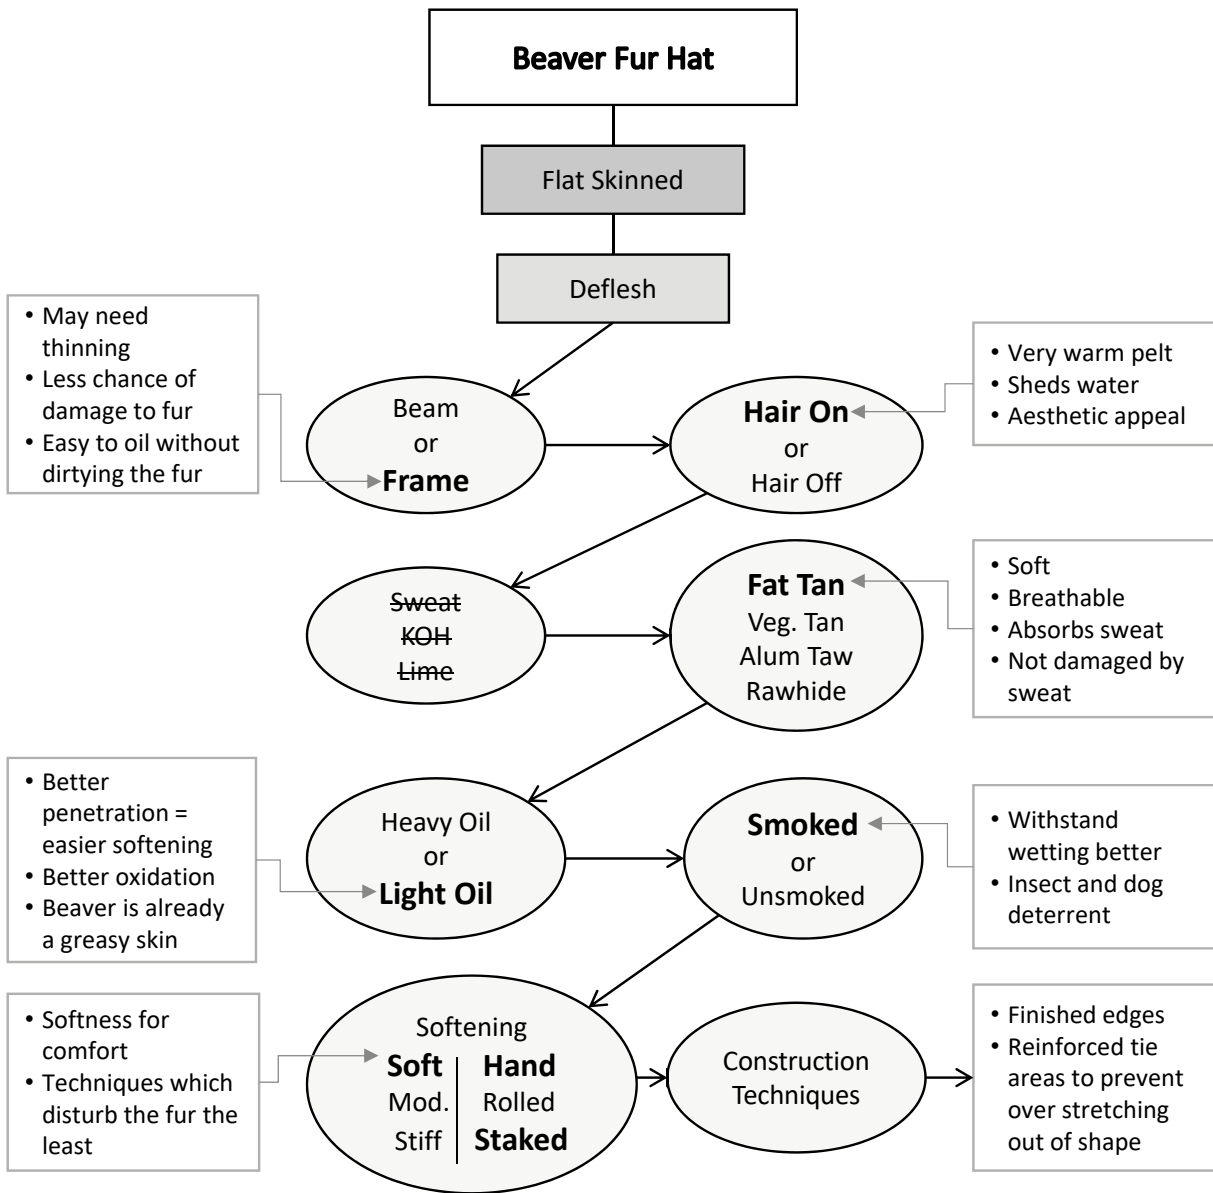 Beaver Fur Hat
Flat Skinned
Deflesh
• May need
thinning
• Less chance of
damage to fur
• Easy to oil without
dirtying the fur
Beam
or
Frame
Hair On
or
Hair Off
• Very warm pelt
• Sheds water
• Aesthetic appeal
Sweat
KOH
Lime
Fat Tan
Veg. Tan
Alum Taw
Rawhide
• Soft
• Breathable
• Absorbs sweat
• Not damaged by
sweat
• Better
penetration =
easier softening
• Better oxidation
• Beaver is already
a greasy skin
Heavy Oil
or
Light Oil
Smoked
or
Unsmoked
• Withstand
wetting better
• Insect and dog
deterrent
• Softness for
comfort
• Techniques which
disturb the fur the
least
Softening
Soft Hand
Mod. Rolled
Stiff Staked
Construction
Techniques
• Finished edges
• Reinforced tie
areas to prevent
over stretching
out of shape